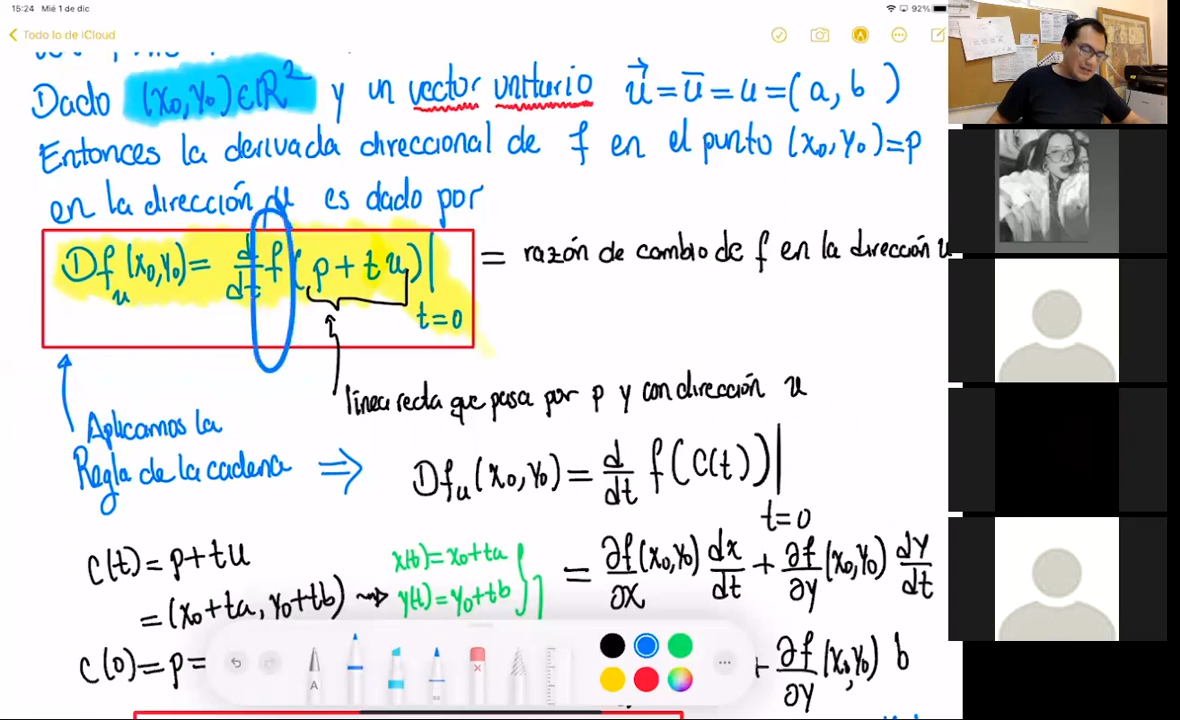 15:24 Mié 1 de dic
92%
Todo lo de iCloud
Dado (x₀,y₀)∈ℝ² y un vector unitario u⃗ = ū = u = (a, b)
Entonces la derivada direccional de f en el punto (x₀,y₀)=p
en la dirección de es dado por
Dfᵤ(x₀,y₀)= d/dt f(p+tu)|t=0 = razón de cambio de f en la dirección u
línea recta que pasa por p y con dirección u
Aplicamos la
Regla de la cadena ⇒ Dfᵤ(x₀,y₀)= d/dt f(C(t))|t=0
C(t)=p+tu
=(x₀+ta, y₀+tb) ⇝ x(t)=x₀+ta
y(t)=y₀+tb
= ∂f/∂x (x₀,y₀) dx/dt + ∂f/∂y (x₀,y₀) dy/dt
C(0)=p=
+ ∂f/∂y (x₀,y₀) b